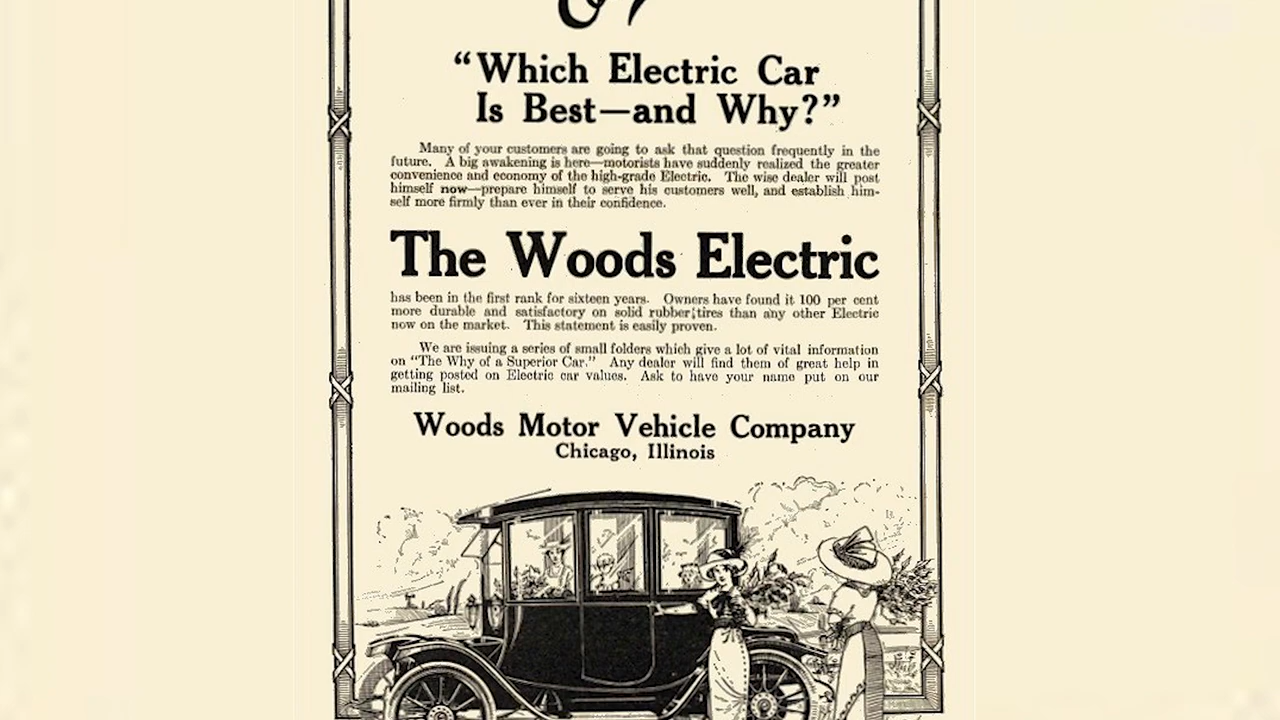 “Which Electric Car
Is Best—and Why?”
Many of your customers are going to ask that question frequently in the
future. A big awakening is here—motorists have suddenly realized the greater
convenience and economy of the high-grade Electric. The wise dealer will post
himself now—prepare himself to serve his customers well, and establish him-
self more firmly than ever in their confidence.
The Woods Electric
has been in the first rank for sixteen years. Owners have found it 100 per cent
more durable and satisfactory on solid rubber tires than any other Electric
now on the market. This statement is easily proven.
We are issuing a series of small folders which give a lot of vital information
on “The Why of a Superior Car.” Any dealer will find them of great help in
getting posted on Electric car values. Ask to have your name put on our
mailing list.
Woods Motor Vehicle Company
Chicago, Illinois